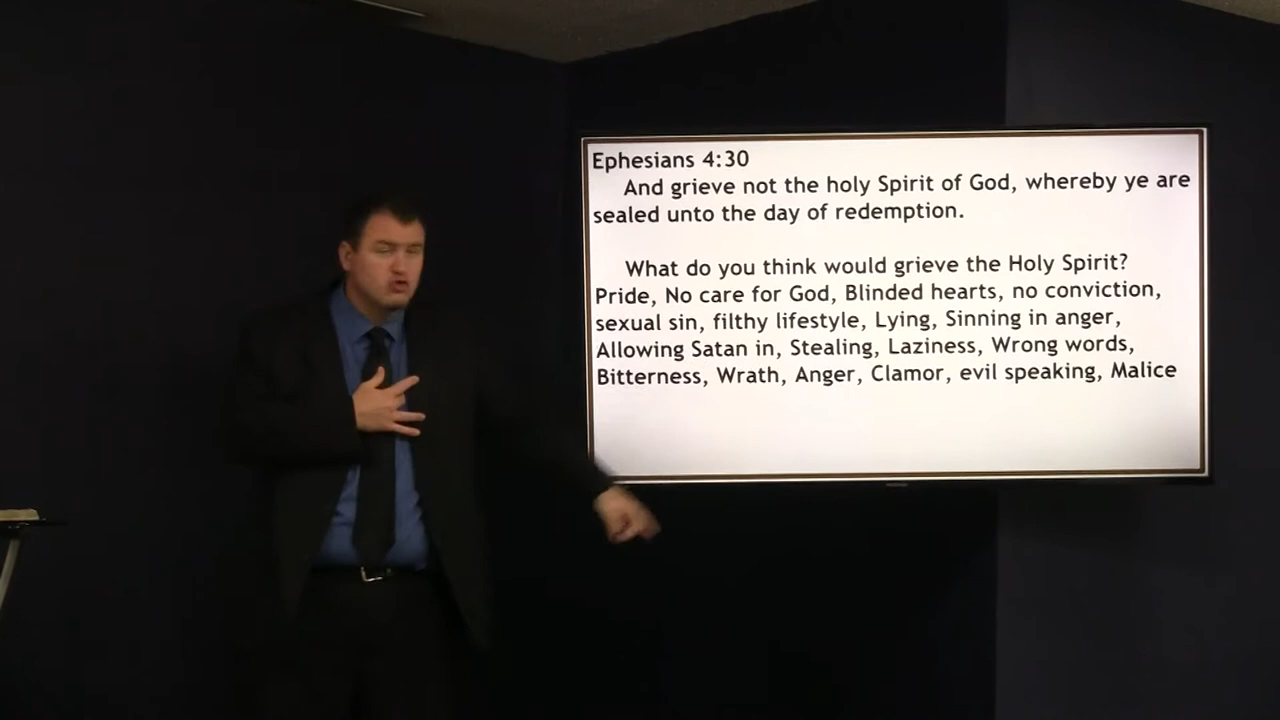 Ephesians 4:30
And grieve not the holy Spirit of God, whereby ye are
sealed unto the day of redemption.
What do you think would grieve the Holy Spirit?
Pride, No care for God, Blinded hearts, no conviction,
sexual sin, filthy lifestyle, Lying, Sinning in anger,
Allowing Satan in, Stealing, Laziness, Wrong words,
Bitterness, Wrath, Anger, Clamor, evil speaking, Malice